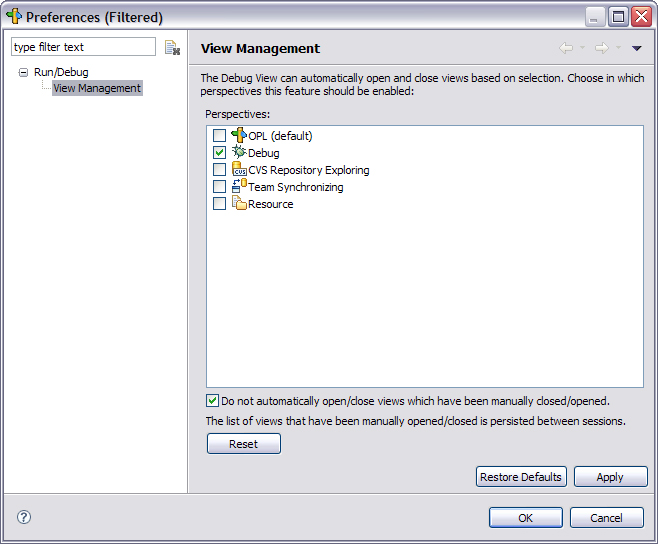 Preferences (Filtered)
type filter text
Run/Debug
View Management
View Management
The Debug View can automatically open and close views based on selection. Choose in which
perspectives this feature should be enabled:
Perspectives:
OPL (default)
Debug
CVS CVS Repository Exploring
Team Synchronizing
Resource
Do not automatically open/close views which have been manually closed/opened.
The list of views that have been manually opened/closed is persisted between sessions.
Reset
Restore Defaults Apply
? OK Cancel